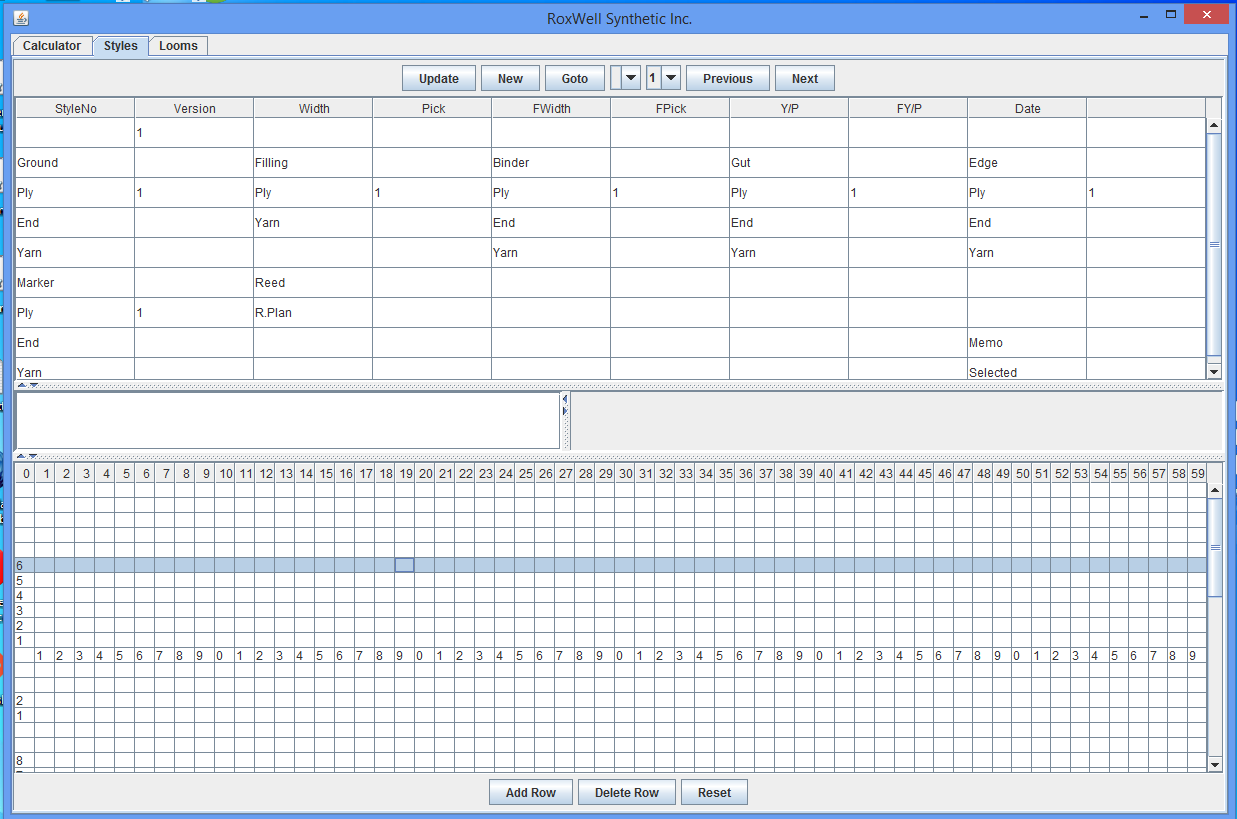 RoxWell Synthetic Inc.
Calculator Styles Looms
Update New Goto 1 Previous Next
StyleNo Version Width Pick FWidth FPick Y/P FY/P Date
1
Ground Filling Binder Gut Edge
Ply 1 Ply 1 Ply 1 Ply 1 Ply 1
End Yarn End End End
Yarn Yarn Yarn Yarn
Marker Reed
Ply 1 R.Plan
End Memo
Yarn Selected
0 1 2 3 4 5 6 7 8 9 10 11 12 13 14 15 16 17 18 19 20 21 22 23 24 25 26 27 28 29 30 31 32 33 34 35 36 37 38 39 40 41 42 43 44 45 46 47 48 49 50 51 52 53 54 55 56 57 58 59
6
5
4
3
2
1
1 2 3 4 5 6 7 8 9 0 1 2 3 4 5 6 7 8 9 0 1 2 3 4 5 6 7 8 9 0 1 2 3 4 5 6 7 8 9 0 1 2 3 4 5 6 7 8 9 0 1 2 3 4 5 6 7 8 9
2
1
8
Add Row Delete Row Reset